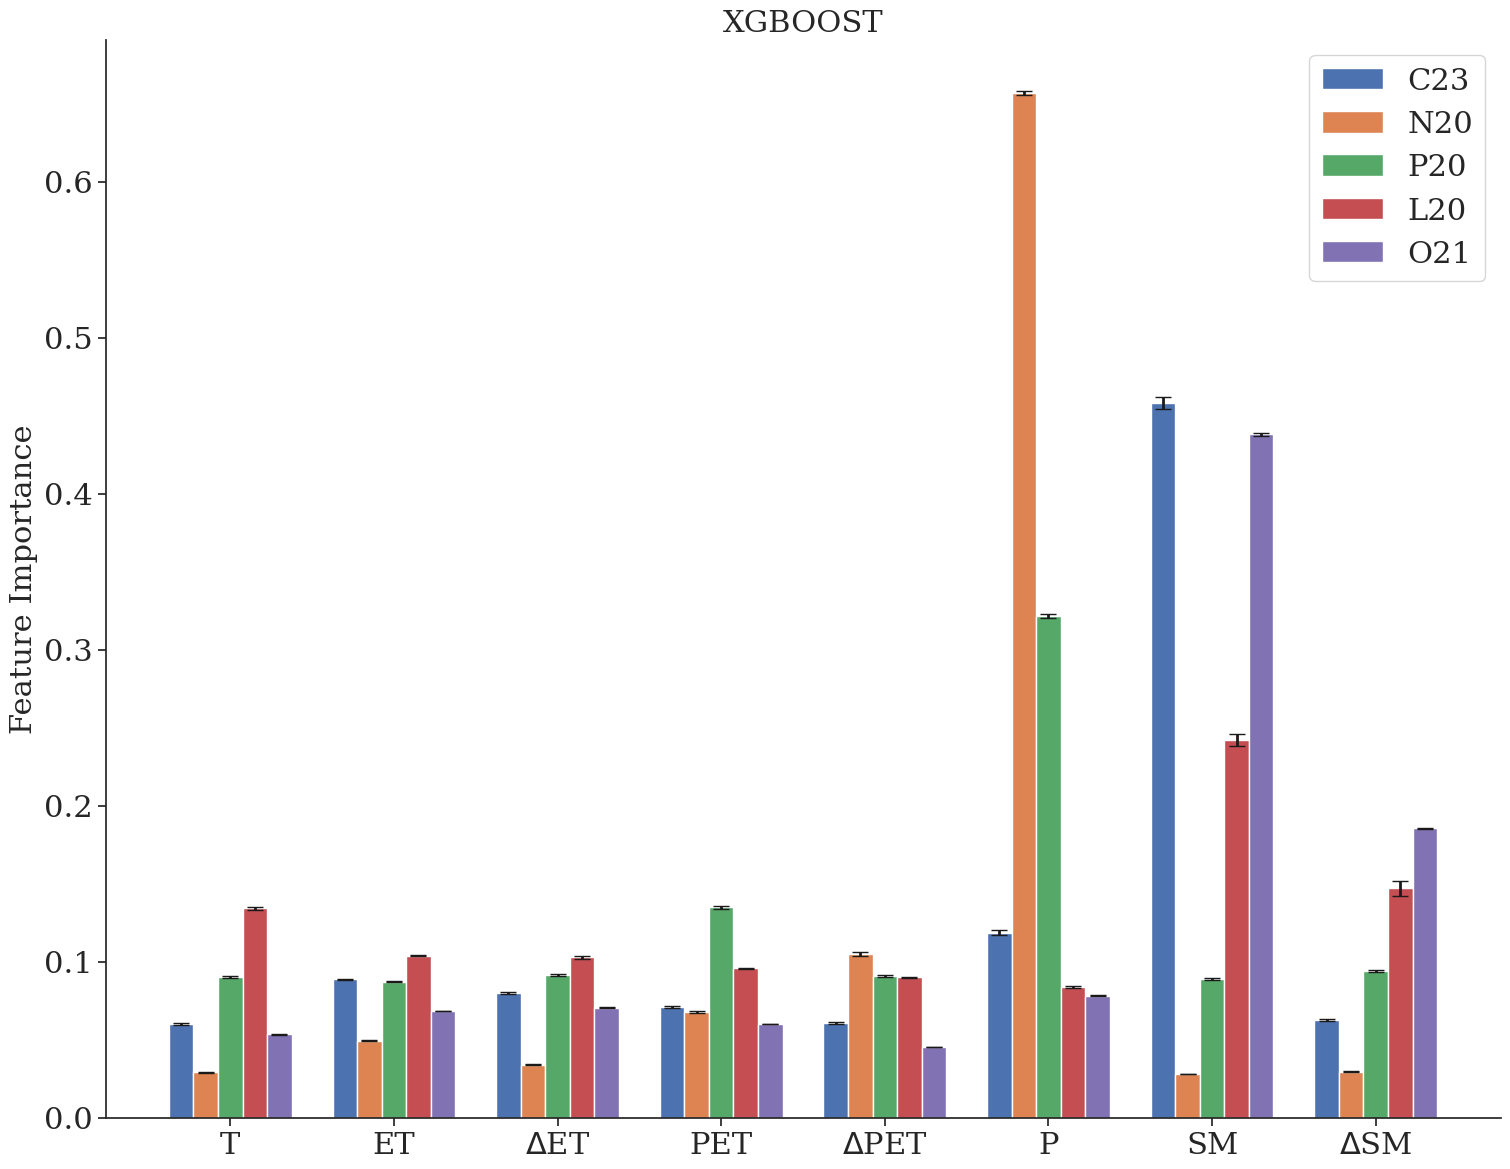 XGBOOST
C23
N20
P20
L20
O21
Feature Importance
0.6
0.5
0.4
0.3
0.2
0.1
0.0
T ET ΔET PET ΔPET P SM ΔSM